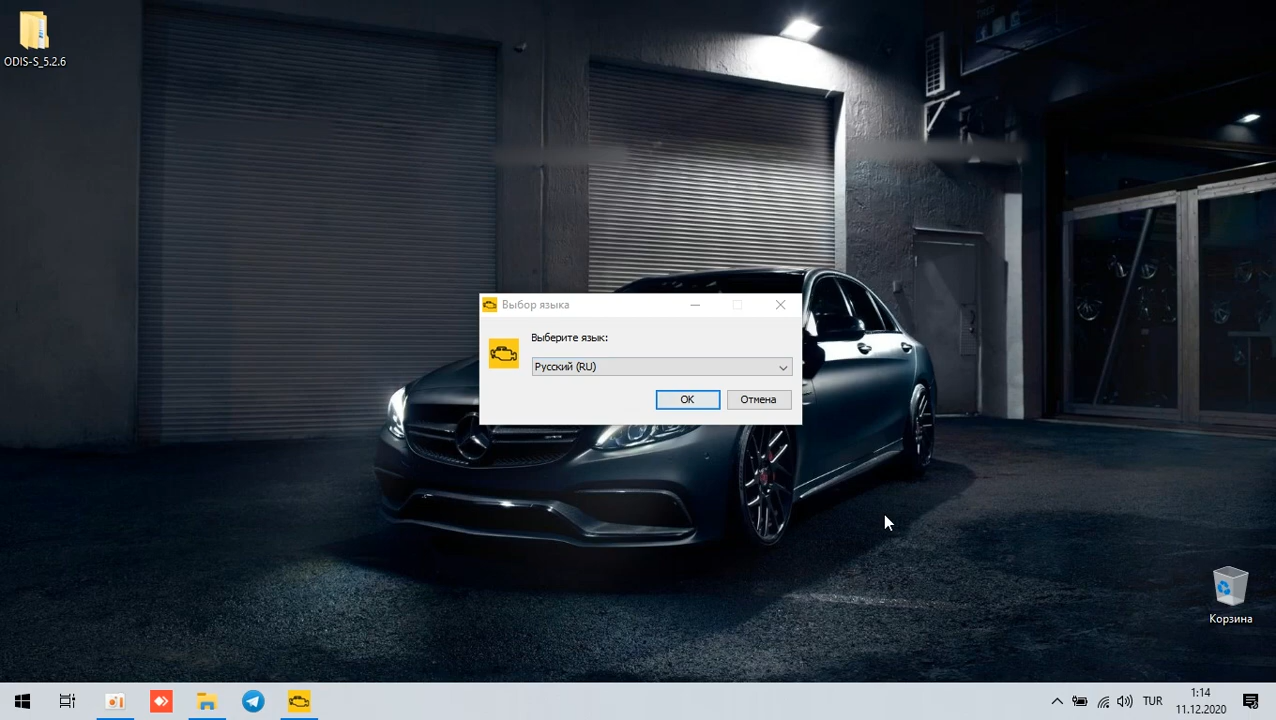 ODIS-S_5.2.6
Выбор языка
Выберите язык:
Русский (RU)
OK
Отмена
Корзина
TUR
1:14
11.12.2020